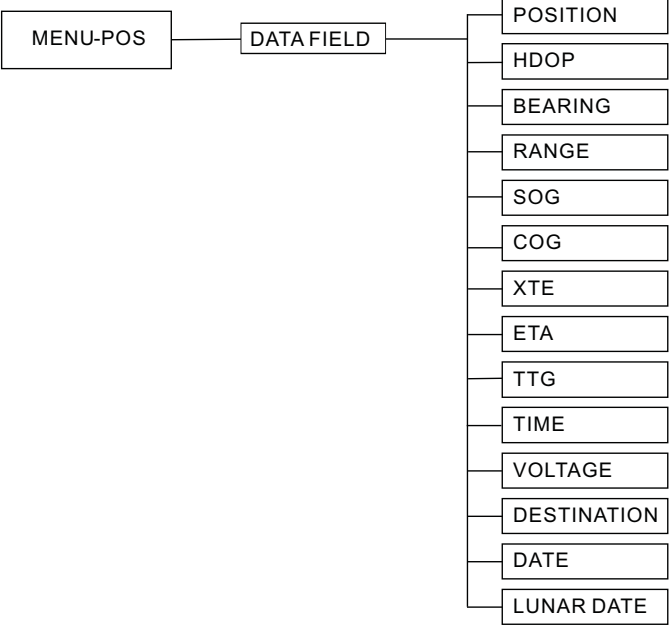 MENU-POS
DATA FIELD
POSITION
HDOP
BEARING
RANGE
SOG
COG
XTE
ETA
TTG
TIME
VOLTAGE
DESTINATION
DATE
LUNAR DATE